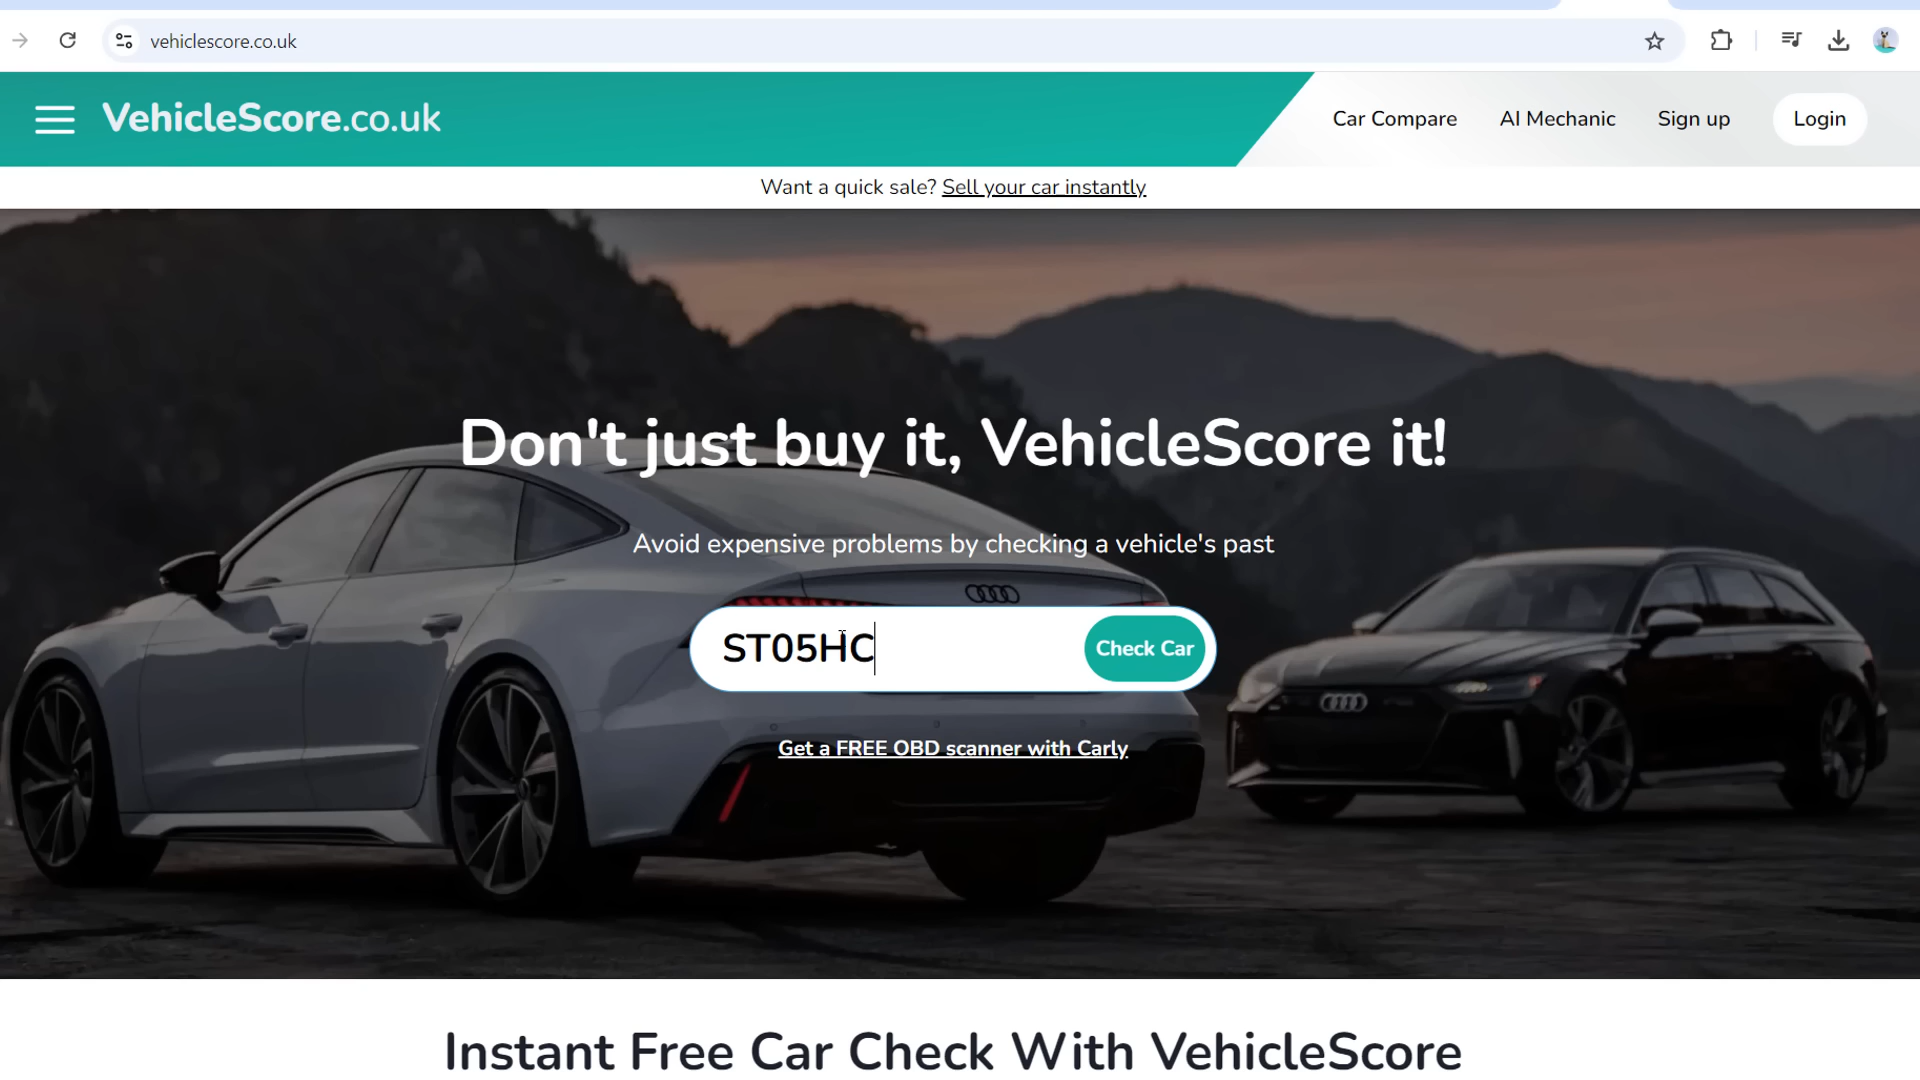 vehiclescore.co.uk
VehicleScore.co.uk
Car Compare
AI Mechanic
Sign up
Login
Want a quick sale? Sell your car instantly
Don't just buy it, VehicleScore it!
Avoid expensive problems by checking a vehicle's past
ST05HC
Check Car
Get a FREE OBD scanner with Carly
Instant Free Car Check With VehicleScore